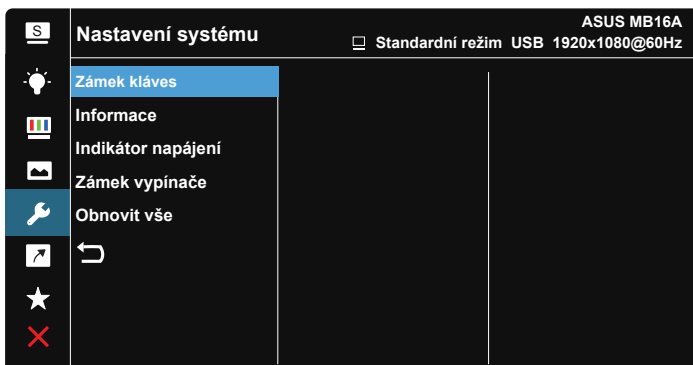 S
Nastavení systému
ASUS MB16A
Standardní režim USB 1920x1080@60Hz
Zámek kláves
Informace
Indikátor napájení
Zámek vypínače
Obnovit vše